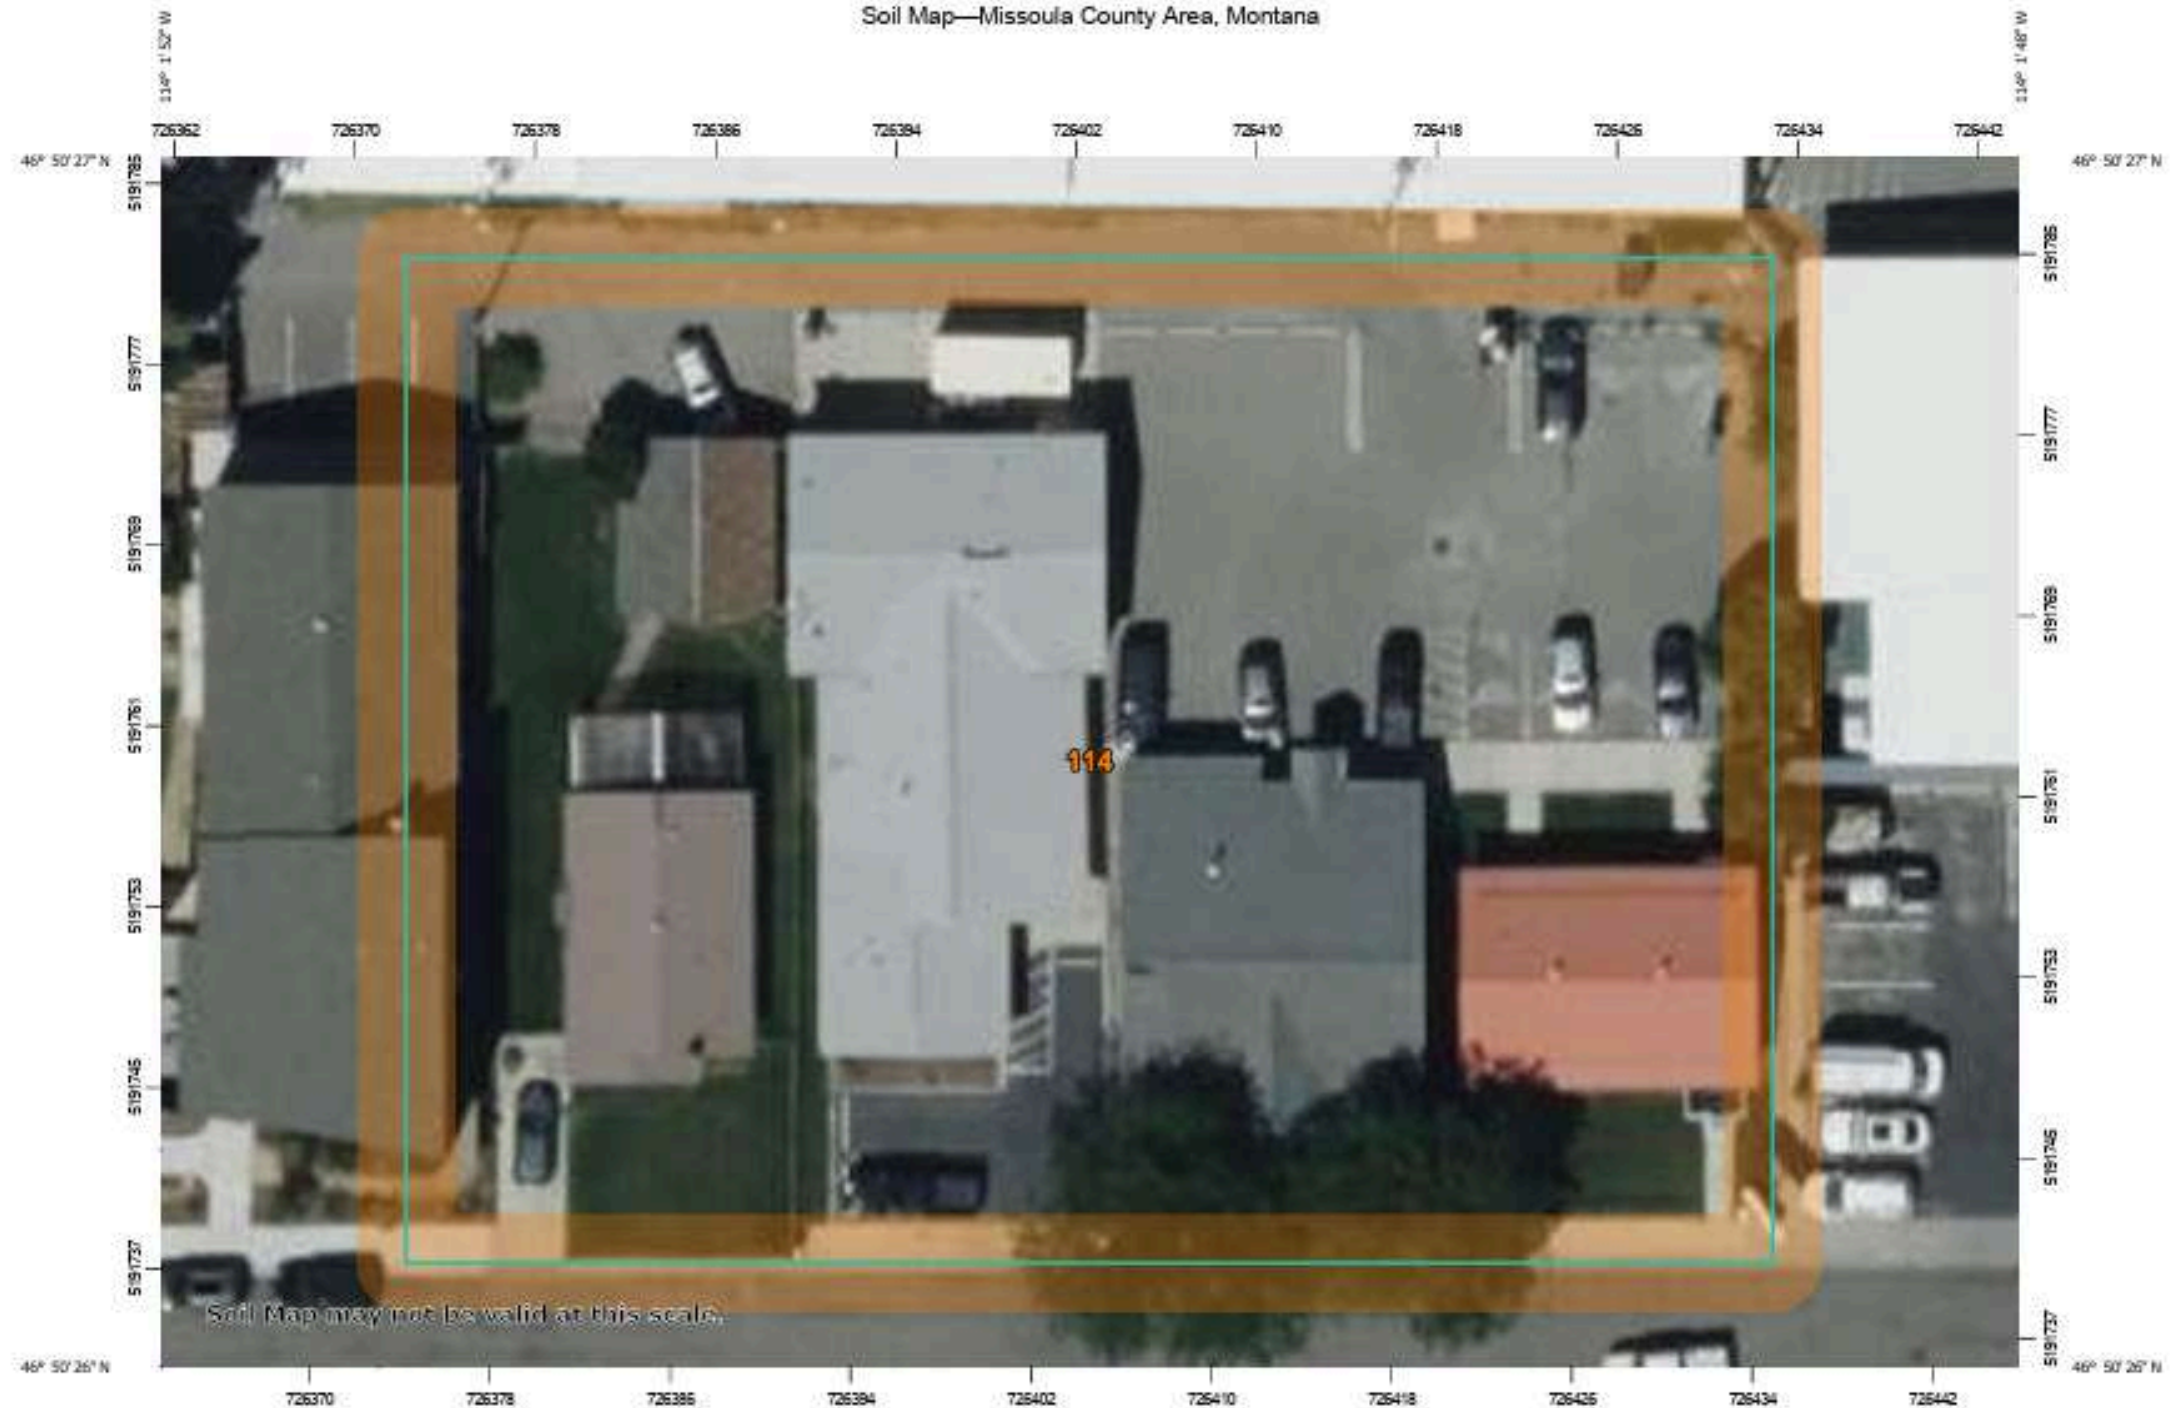 Soil Map—Missoula County Area, Montana
114° 1' 52" W
114° 1' 48" W
726362 726370 726378 726386 726394 726402 726410 726418 726426 726434 726442
46° 50' 27" N
46° 50' 27" N
5191785
5191777
5191769
5191761
5191753
5191745
5191737
114
5191785
5191777
5191769
5191761
5191753
5191745
5191737
Soil Map may not be valid at this scale.
46° 50' 26" N
46° 50' 26" N
726370 726378 726386 726394 726402 726410 726418 726426 726434 726442